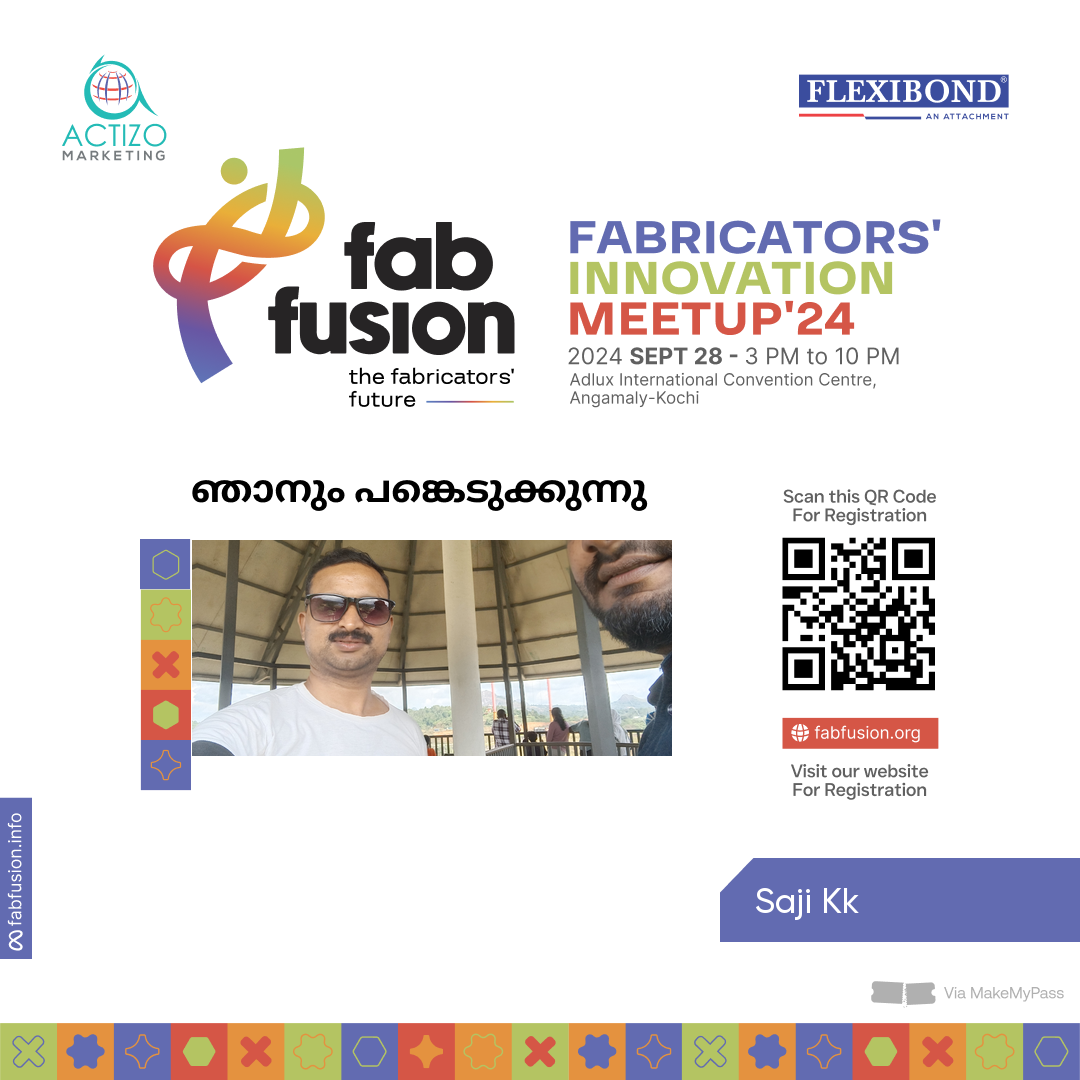 ACTIZO
MARKETING
FLEXIBOND®
AN ATTACHMENT
fab
fusion
the fabricators'
future
FABRICATORS'
INNOVATION
MEETUP'24
2024 SEPT 28 - 3 PM to 10 PM
Adlux International Convention Centre,
Angamaly-Kochi
ഞാനും പങ്കെടുക്കുന്നു
Scan this QR Code
For Registration
fabfusion.org
Visit our website
For Registration
fabfusion.info
Saji Kk
Via MakeMyPass